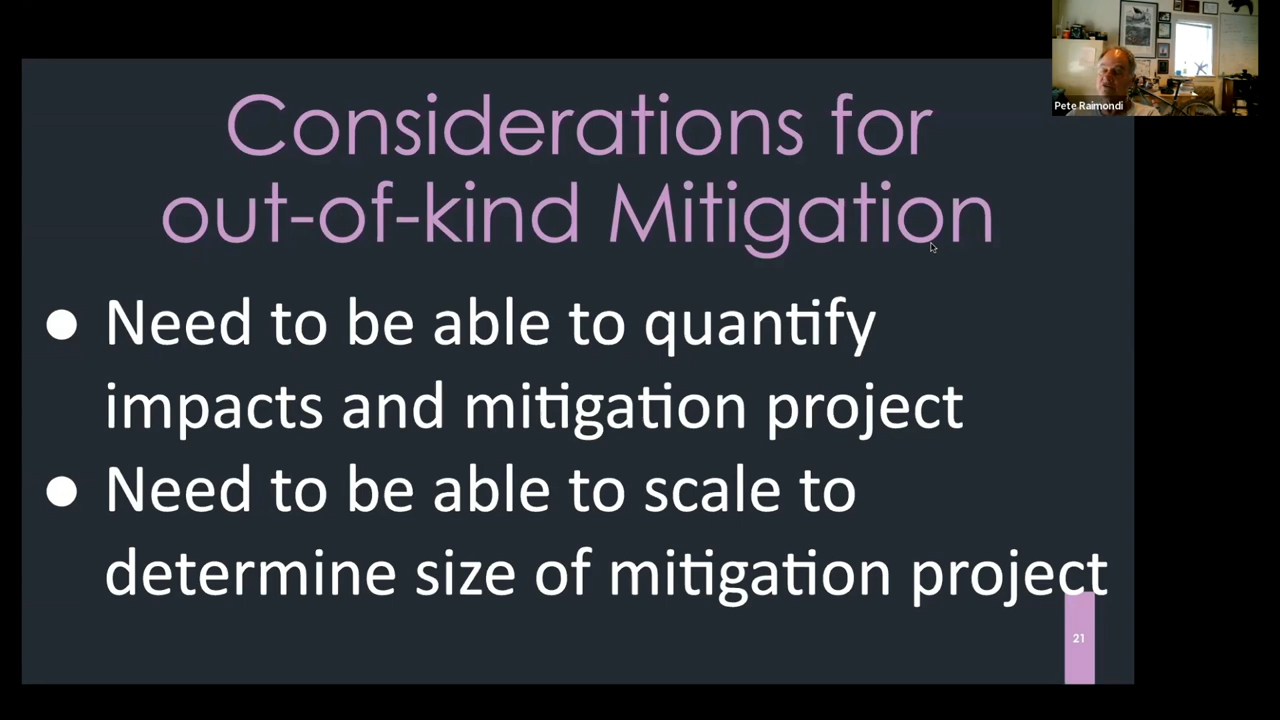 Considerations for
out-of-kind Mitigation
Pete Raimondi
● Need to be able to quantify
impacts and mitigation project
● Need to be able to scale to
determine size of mitigation project
21